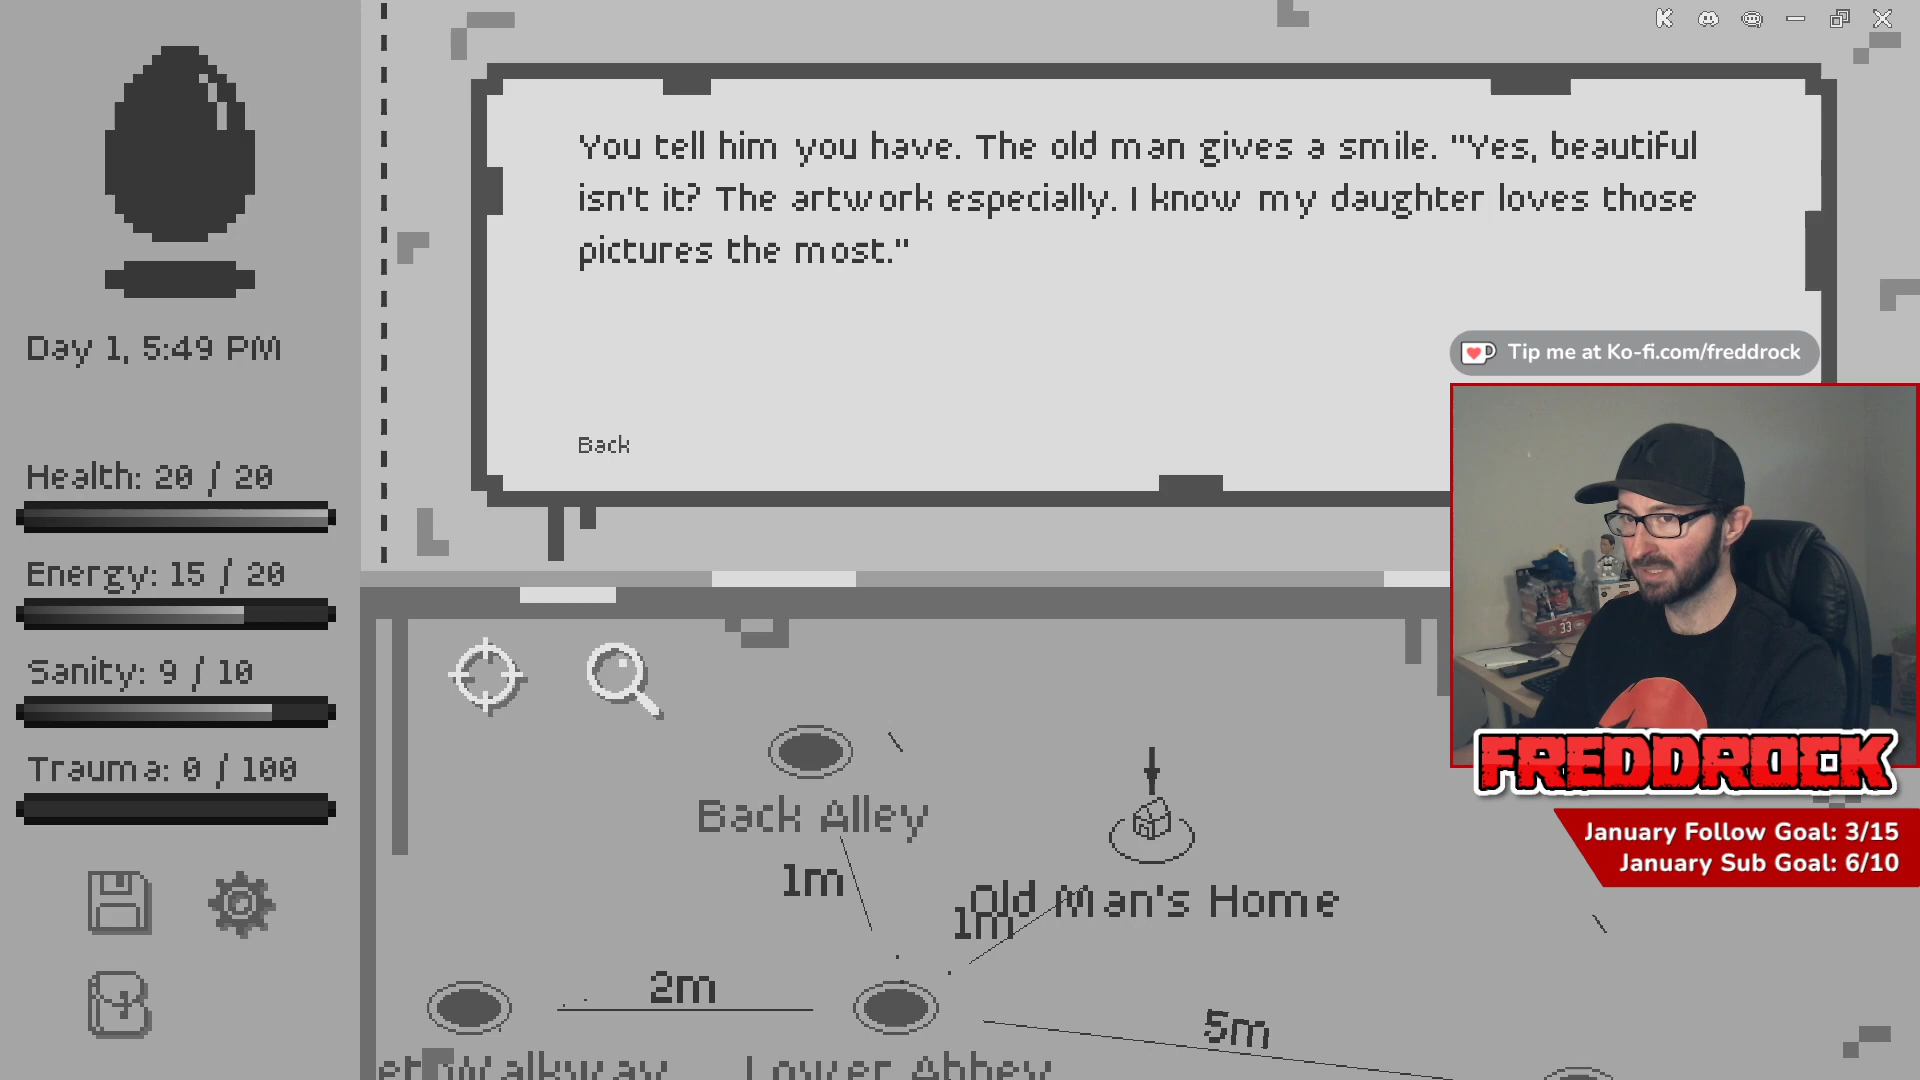 K
You tell him you have. The old man gives a smile. "Yes, beautiful
isn't it? The artwork especially. I know my daughter loves those
pictures the most."
Back
Day 1, 5:49 PM
Health: 20 / 20
Energy: 15 / 20
Sanity: 9 / 10
Trauma: 0 / 100
Tip me at Ko-fi.com/freddrock
33
FREDDROCK
January Follow Goal: 3/15
January Sub Goal: 6/10
Back Alley
1m
Old Man's Home
1m
2m
5m
Walkway
Lower Abbey